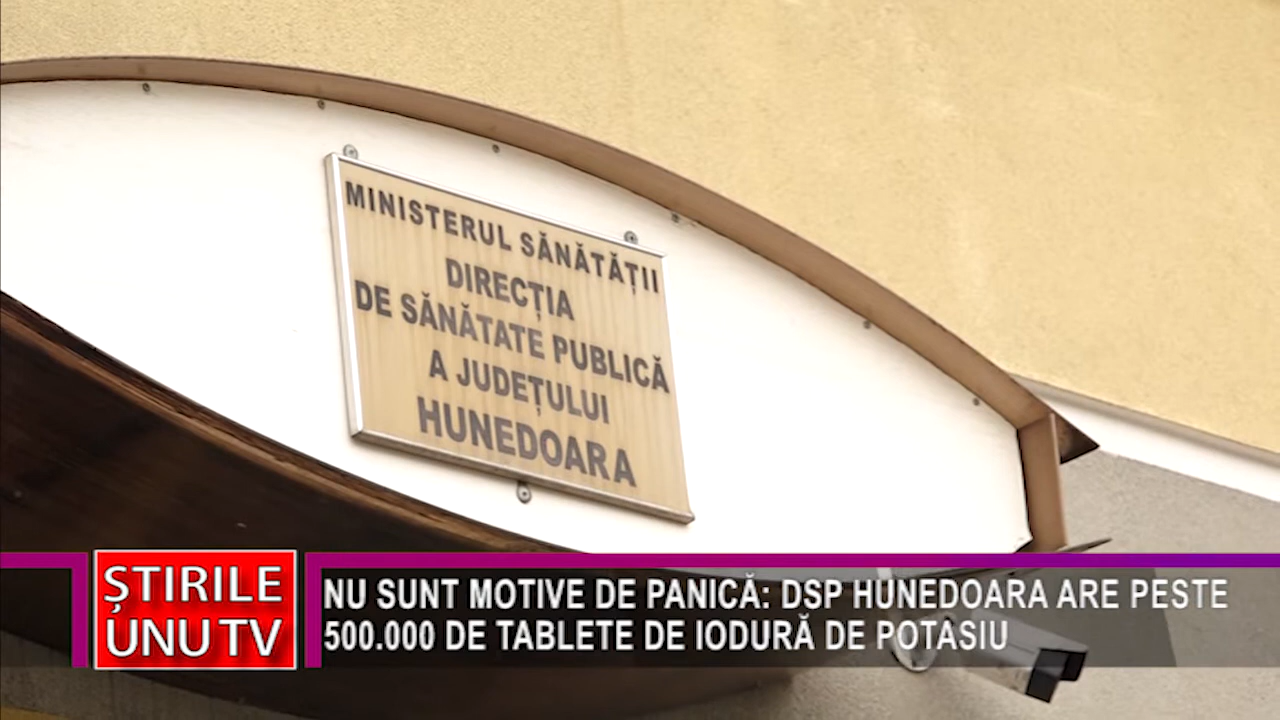 MINISTERUL SĂNĂTĂȚII
DIRECȚIA
DE SĂNĂTATE PUBLICĂ
A JUDEȚULUI
HUNEDOARA
ȘTIRILE
UNU TV
NU SUNT MOTIVE DE PANICĂ: DSP HUNEDOARA ARE PESTE
500.000 DE TABLETE DE IODURĂ DE POTASIU